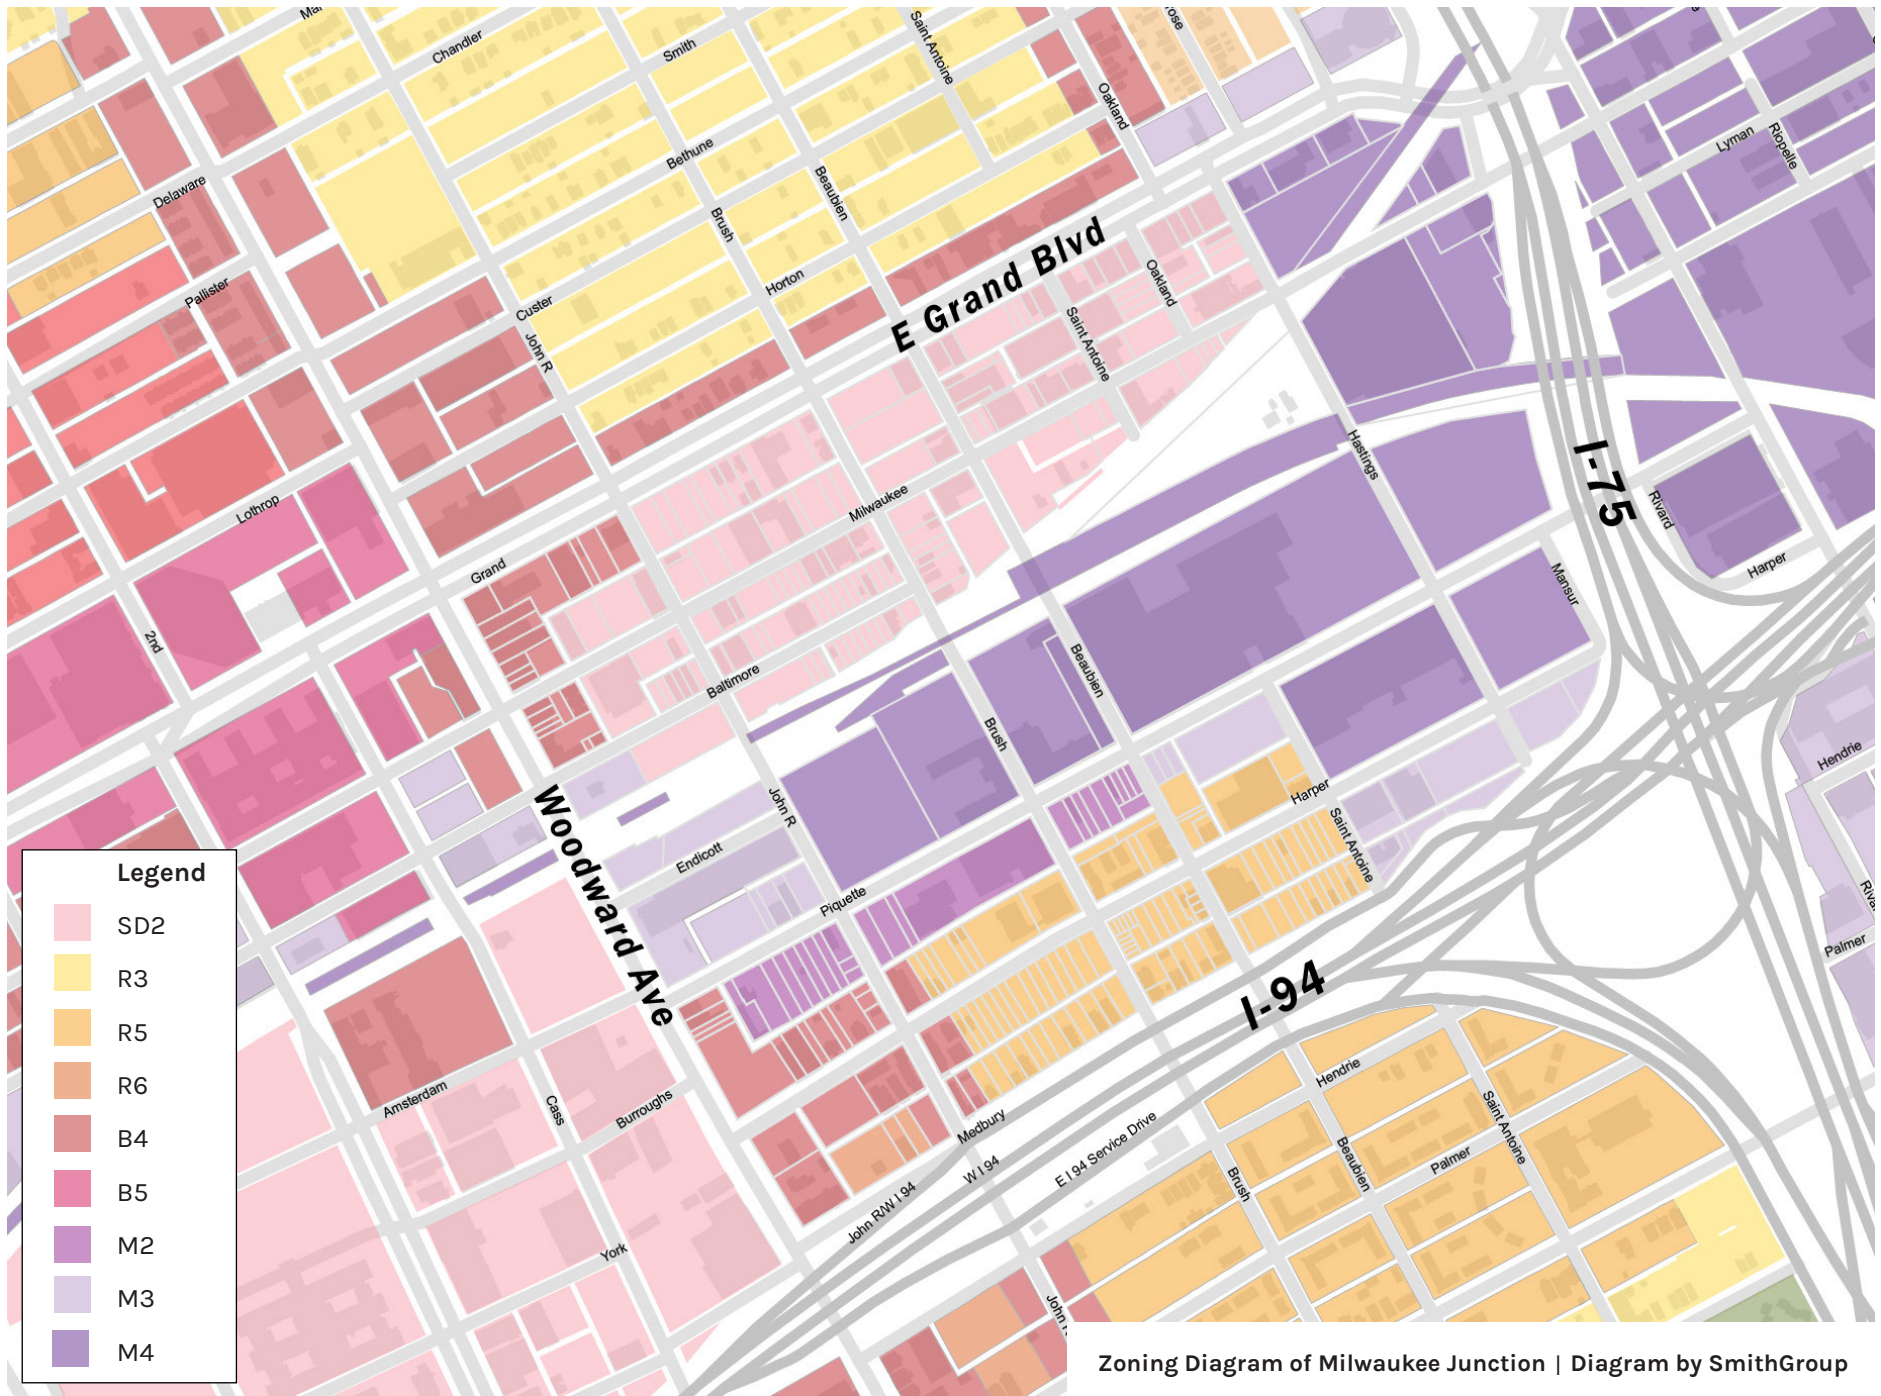 Chandler
Smith
Saint Antoine
Oakland
Delaware
Bethune
Beaubien
Brush
Lyman
Riopelle
Pallister
Custer
Horton
John R
E Grand Blvd
Oakland
Saint Antoine
Lothrop
Milwaukee
Hastings
I-75
Rivard
Harper
Grand
2nd
Mansur
Baltimore
Beaubien
Brush
Woodward Ave
John R
Endicott
Piquette
Harper
Saint Antoine
Hendrie
Palmer
I-94
Amsterdam
Cass
Burroughs
Medbury
W I 94
E I 94 Service Drive
John R/W I 94
Hendrie
Saint Antoine
Beaubien
Palmer
Brush
York
Legend
SD2
R3
R5
R6
B4
B5
M2
M3
M4
Zoning Diagram of Milwaukee Junction | Diagram by SmithGroup